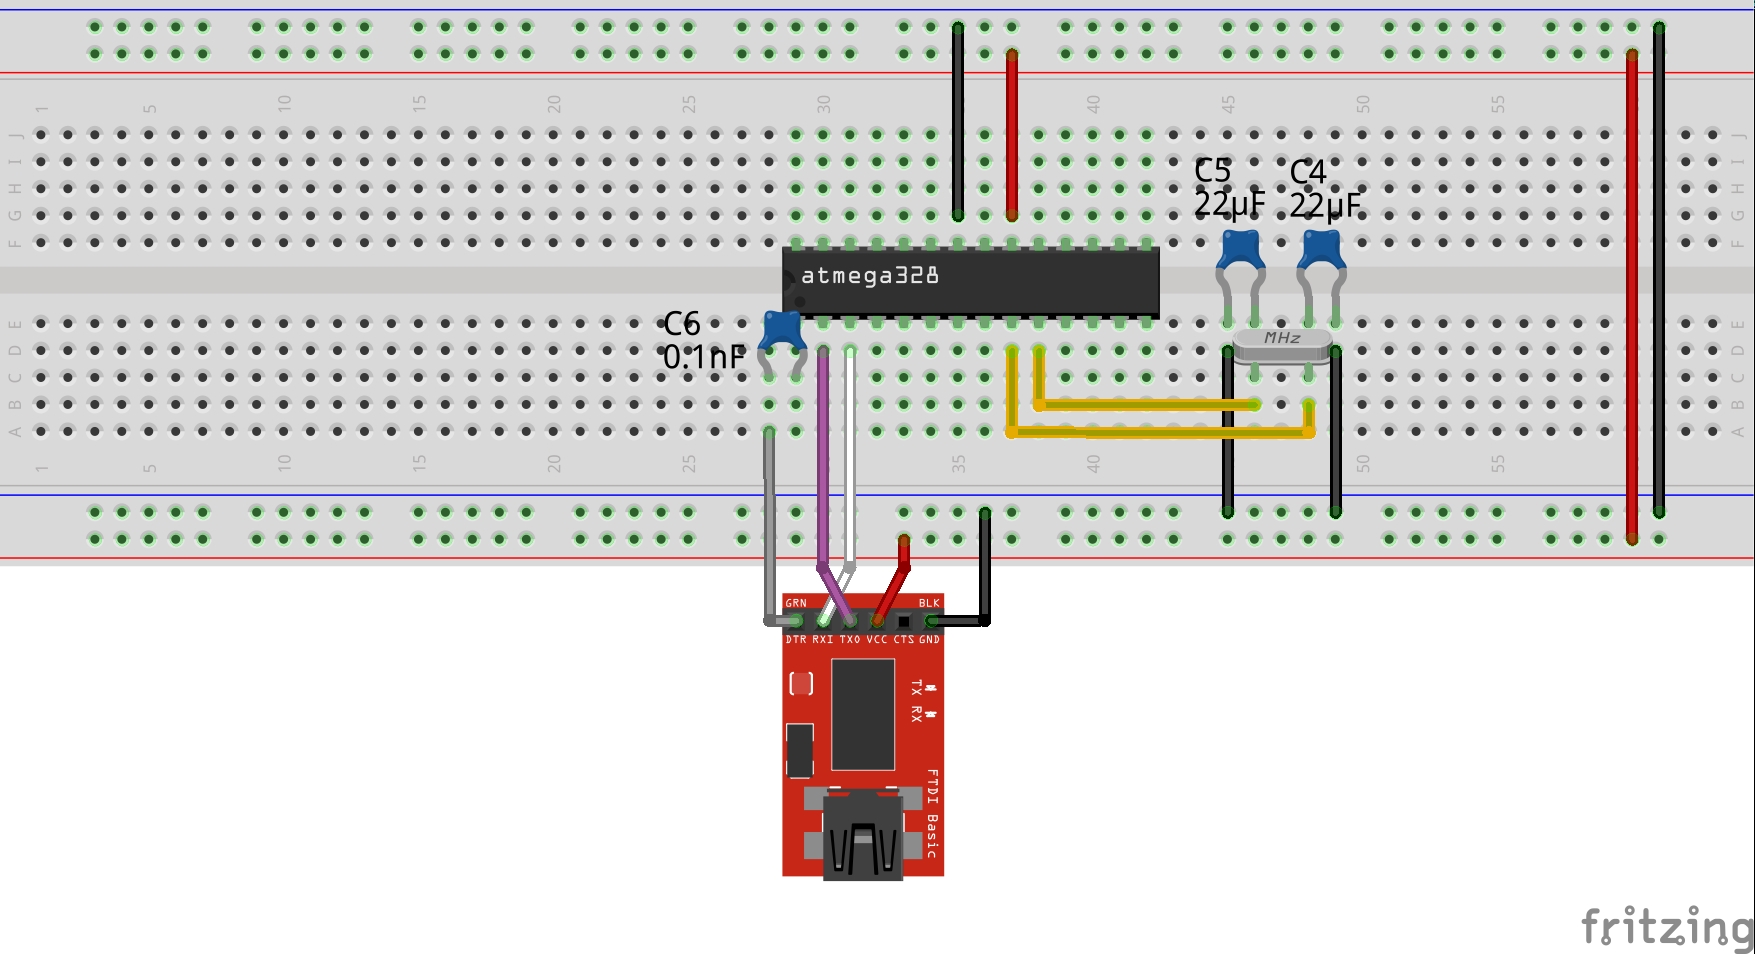 1 5 10 15 20 25 30 40 45 50 55
J J
I I
H H
G G
F F
C5
22µF
C4
22µF
atmega328
C6
0.1nF
MHz
E E
D D
C C
B B
A A
1 5 10 15 20 25 35 40 50 55
GRN BLK
DTR RXI TXO VCC CTS GND
TX
RX
FTDI Basic
fritzing